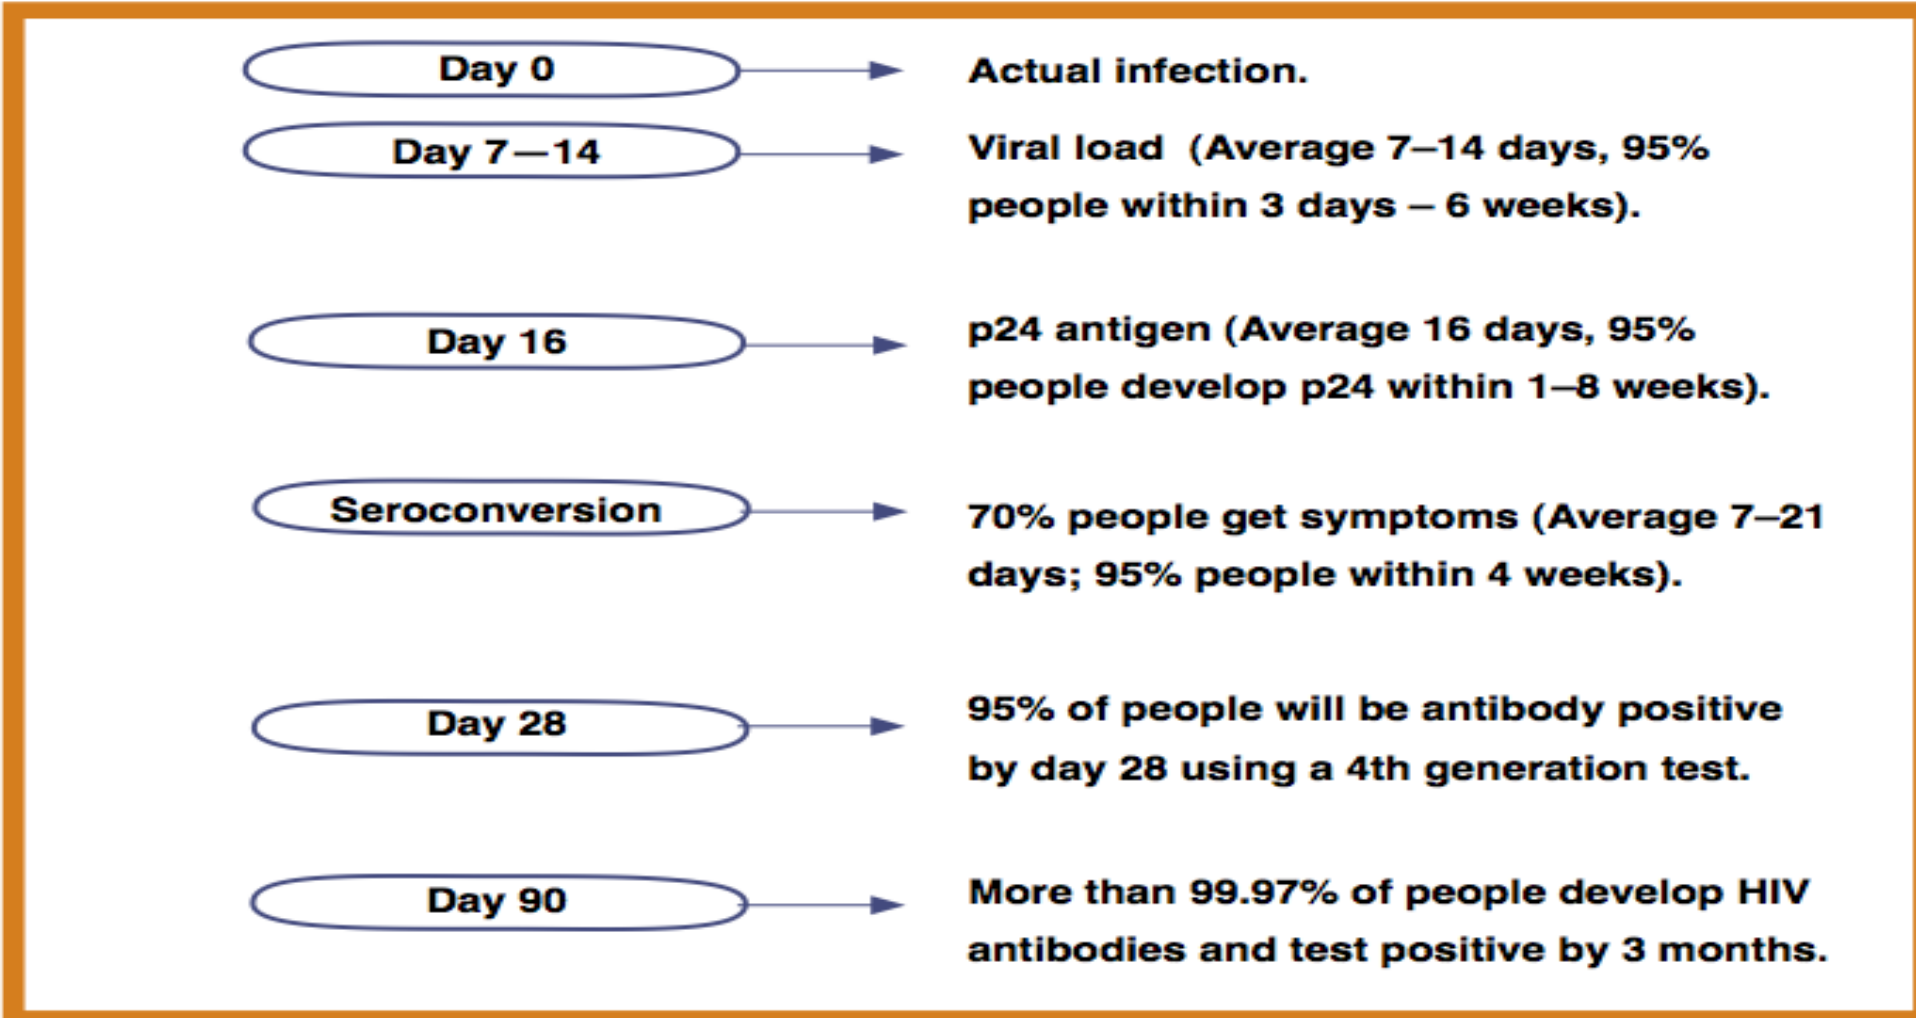 Day 0
Actual infection.
Day 7—14
Viral load (Average 7–14 days, 95%
people within 3 days – 6 weeks).
Day 16
p24 antigen (Average 16 days, 95%
people develop p24 within 1–8 weeks).
Seroconversion
70% people get symptoms (Average 7–21
days; 95% people within 4 weeks).
Day 28
95% of people will be antibody positive
by day 28 using a 4th generation test.
Day 90
More than 99.97% of people develop HIV
antibodies and test positive by 3 months.